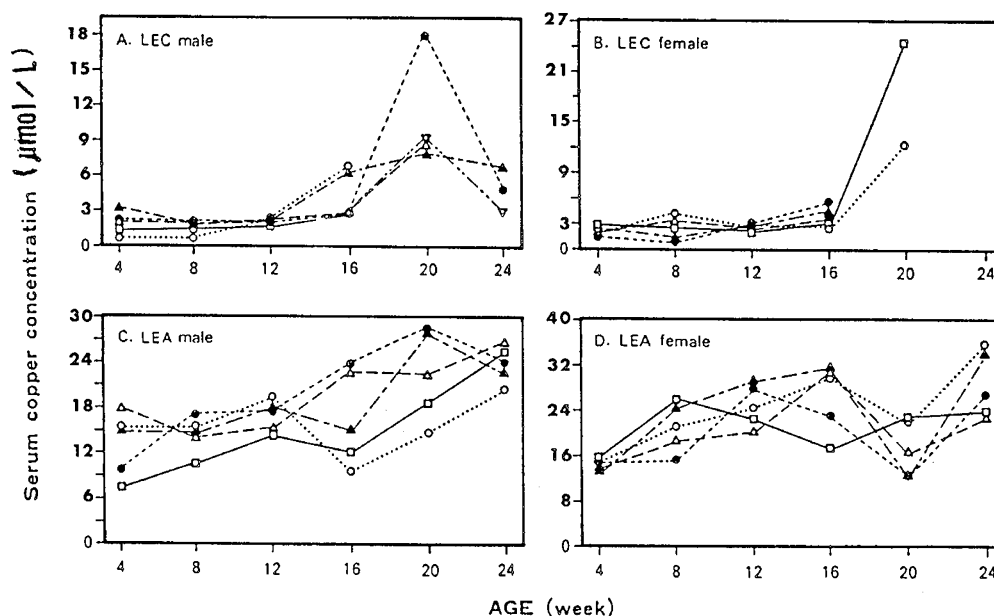 Serum copper concentration (μmol/L)
A. LEC male
18
15
12
9
6
3
0
4 8 12 16 20 24
B. LEC female
27
21
15
9
3
0
4 8 12 16 20 24
C. LEA male
30
24
18
12
6
0
4 8 12 16 20 24
D. LEA female
40
32
24
16
8
0
4 8 12 16 20 24
AGE (week)